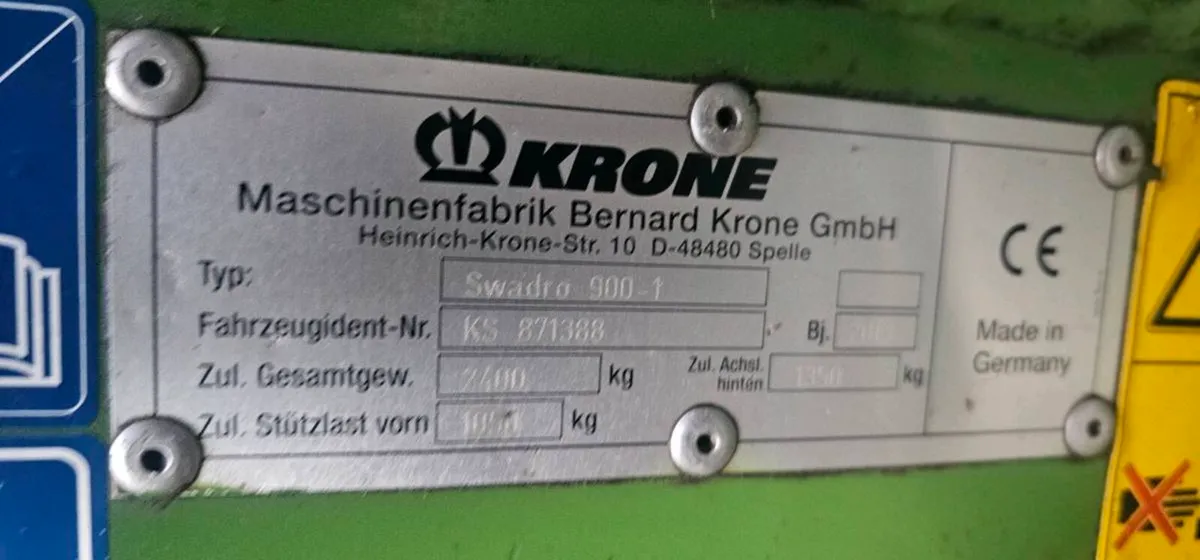 KRONE
Maschinenfabrik Bernard Krone GmbH
Heinrich-Krone-Str. 10 D-48480 Spelle
Typ: Swadro 900-1
Fahrzeugident-Nr. KS 871388 Bj.
Zul. Gesamtgew. 2400 kg Zul. Achsl. hinten 1350 kg
Zul. Stützlast vorn kg
CE
Made in
Germany